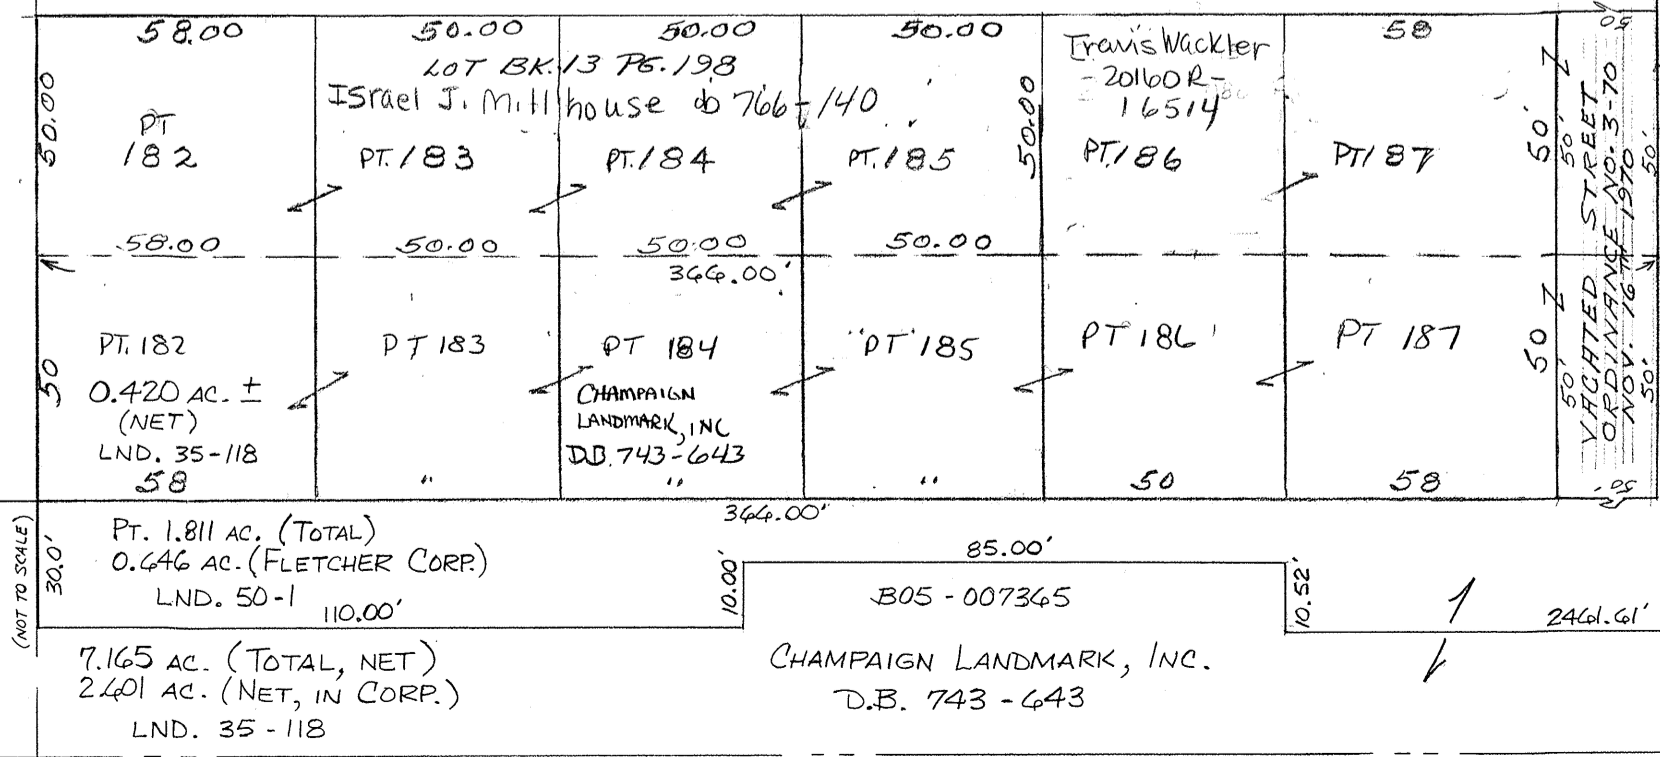 58.00 50.00 50.00 50.00 58
LOT BK. 13 PG. 198
Israel J. Millhouse db 766-140
Travis Wackler
-20160R-
16514
50.00 50.00 50'
PT
182
PT. 183 PT. 184 PT. 185 PT. 186 PT 187
58.00 50.00 50.00 50.00
366.00'
PT. 182 PT 183 PT 184 "PT" 185 PT 186 PT 187
50 50
0.420 AC. ±
(NET)
LND. 35-118
CHAMPAIGN
LANDMARK, INC
D.B. 743-643
58 " " " 50 58
50' 50'
VACATED STREET
ORDINANCE NO. 3-70
NOV. 16TH 1970
50' 50'
50'
50'
366.00'
(NOT TO SCALE)
30.0'
PT. 1.811 AC. (TOTAL)
0.646 AC. (FLETCHER CORP.)
LND. 50-1
110.00'
10.00'
85.00'
10.52'
B05-007365
2461.61'
7.165 AC. (TOTAL, NET)
2.601 AC. (NET, IN CORP.)
LND. 35-118
CHAMPAIGN LANDMARK, INC.
D.B. 743-643